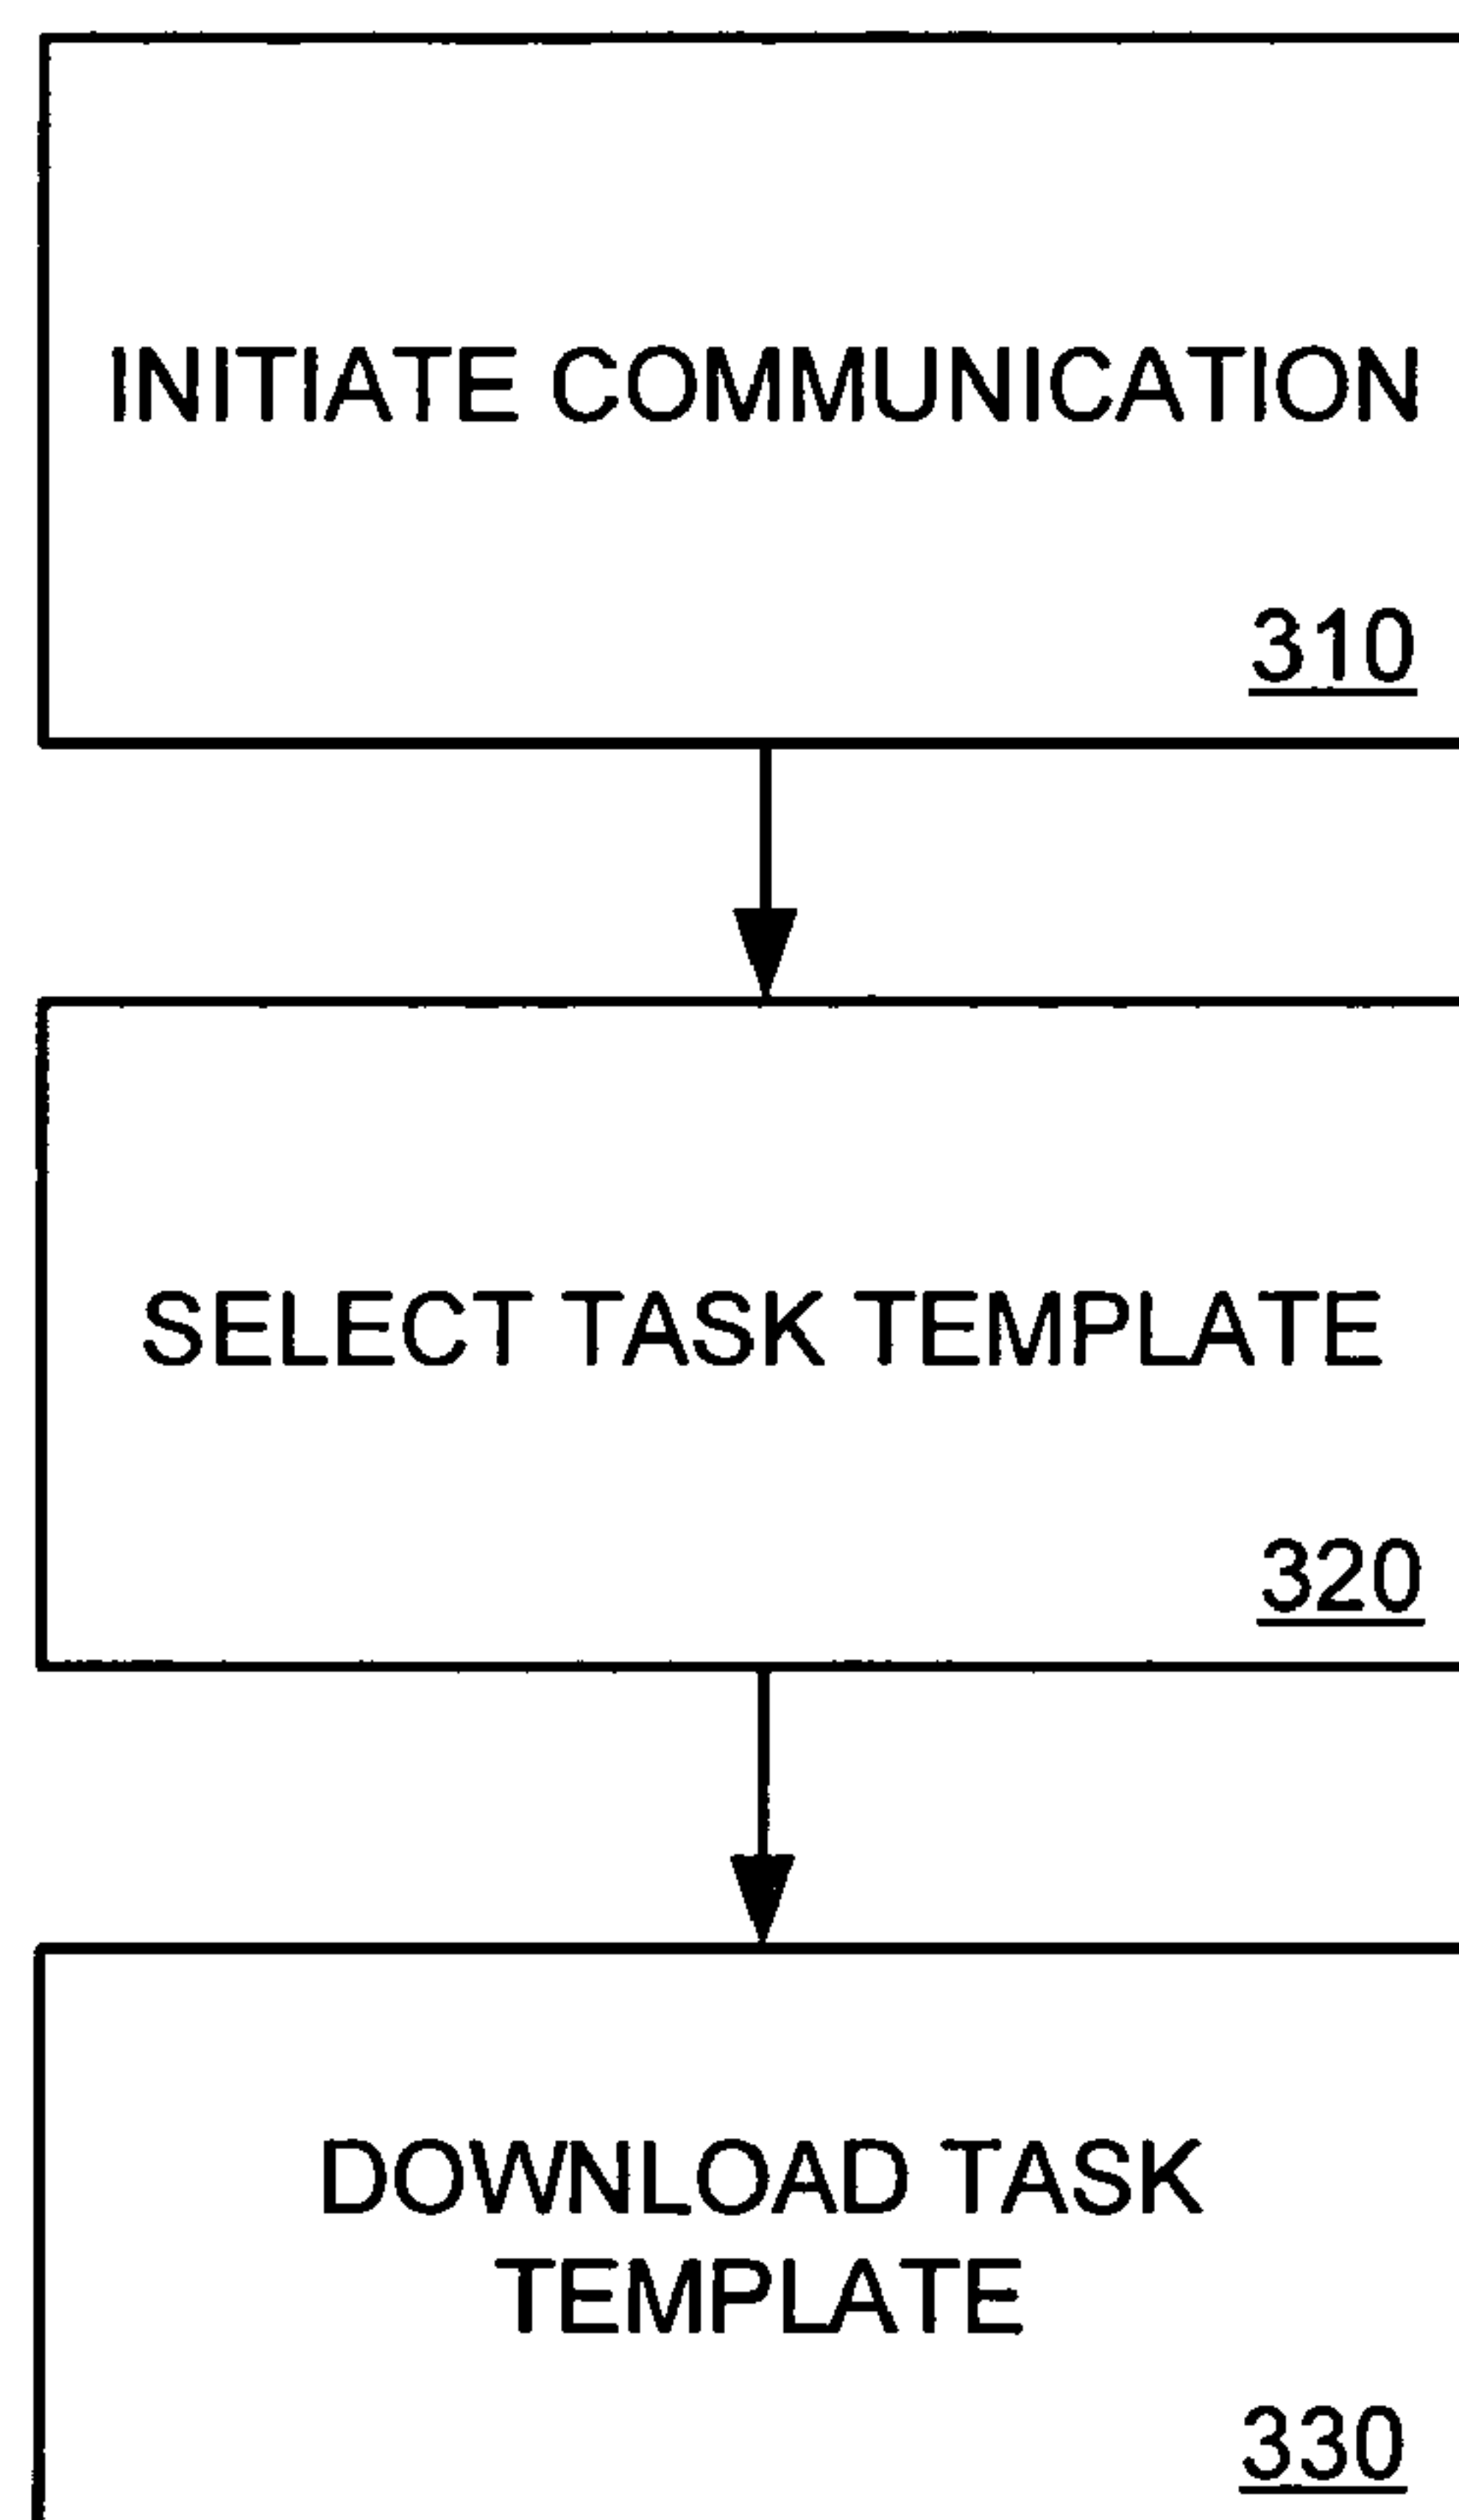 INITIATE COMMUNICATION
310
SELECT TASK TEMPLATE
320
DOWNLOAD TASK
TEMPLATE
330